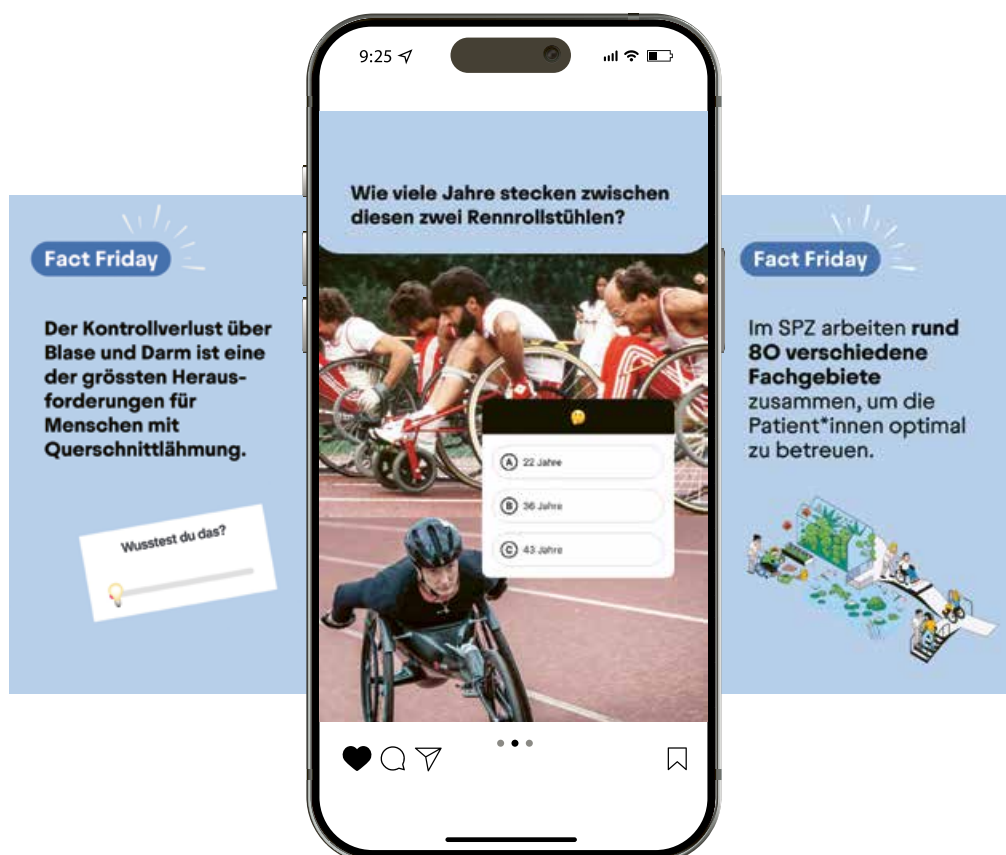 Fact Friday
Der Kontrollverlust über
Blase und Darm ist eine
der grössten Heraus-
forderungen für
Menschen mit
Querschnittlähmung.
Wusstest du das?
9:25
Wie viele Jahre stecken zwischen
diesen zwei Rennrollstühlen?
A 22 Jahre
B 36 Jahre
C 43 Jahre
Fact Friday
Im SPZ arbeiten rund
80 verschiedene
Fachgebiete
zusammen, um die
Patient*innen optimal
zu betreuen.